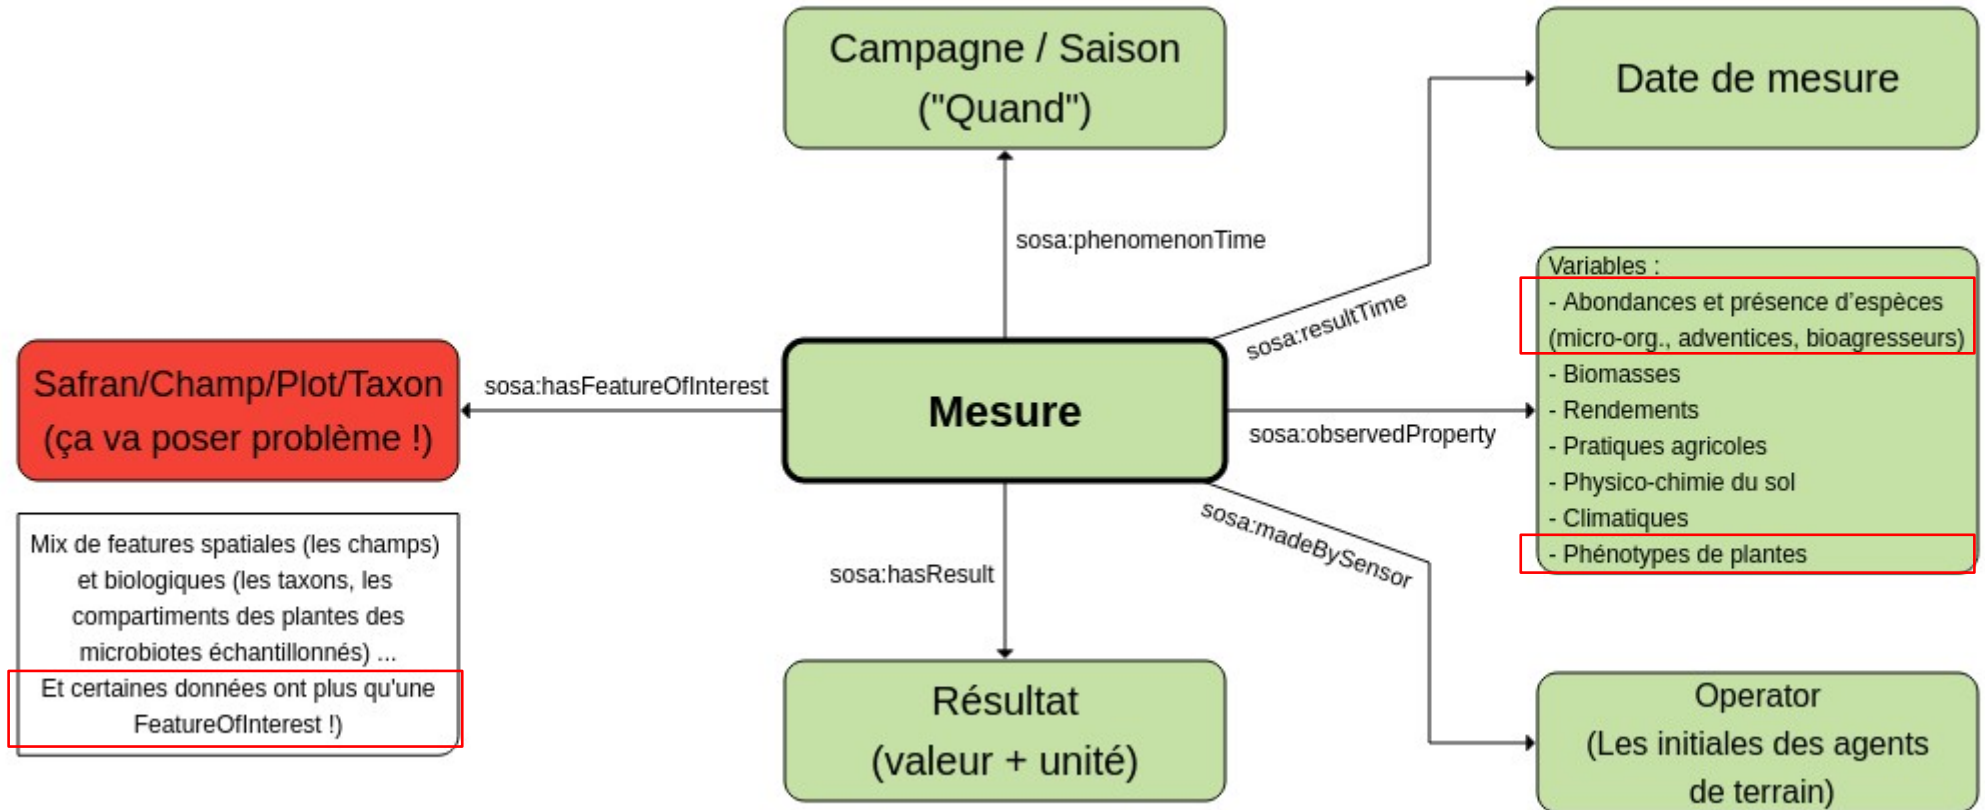 Campagne / Saison
("Quand")
Date de mesure
sosa:phenomenonTime
sosa:resultTime
Variables :
- Abondances et présence d’espèces
(micro-org., adventices, bioagresseurs)
- Biomasses
- Rendements
- Pratiques agricoles
- Physico-chimie du sol
- Climatiques
- Phénotypes de plantes
Safran/Champ/Plot/Taxon
(ça va poser problème !)
sosa:hasFeatureOfInterest
Mesure
sosa:observedProperty
sosa:madeBySensor
Mix de features spatiales (les champs)
et biologiques (les taxons, les
compartiments des plantes des
microbiotes échantillonnés) ...
Et certaines données ont plus qu'une
FeatureOfInterest !)
sosa:hasResult
Résultat
(valeur + unité)
Operator
(Les initiales des agents
de terrain)